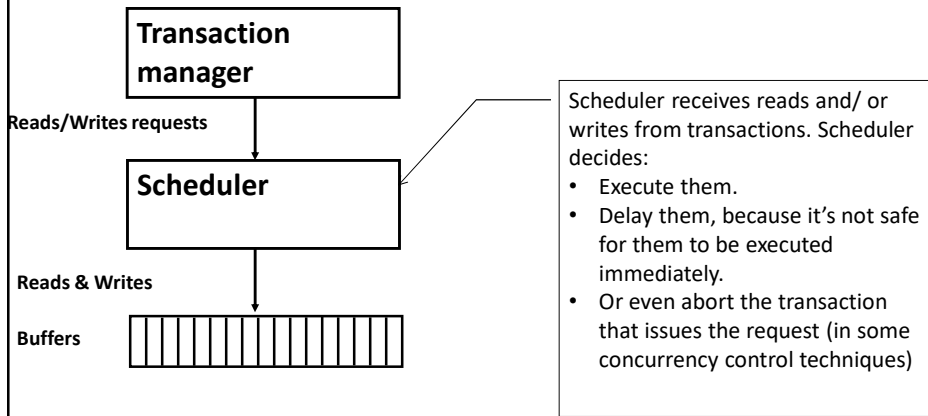 Transaction
manager
Reads/Writes requests
Scheduler
Reads & Writes
Buffers
Scheduler receives reads and/ or
writes from transactions. Scheduler
decides:
• Execute them.
• Delay them, because it’s not safe
for them to be executed
immediately.
• Or even abort the transaction
that issues the request (in some
concurrency control techniques)